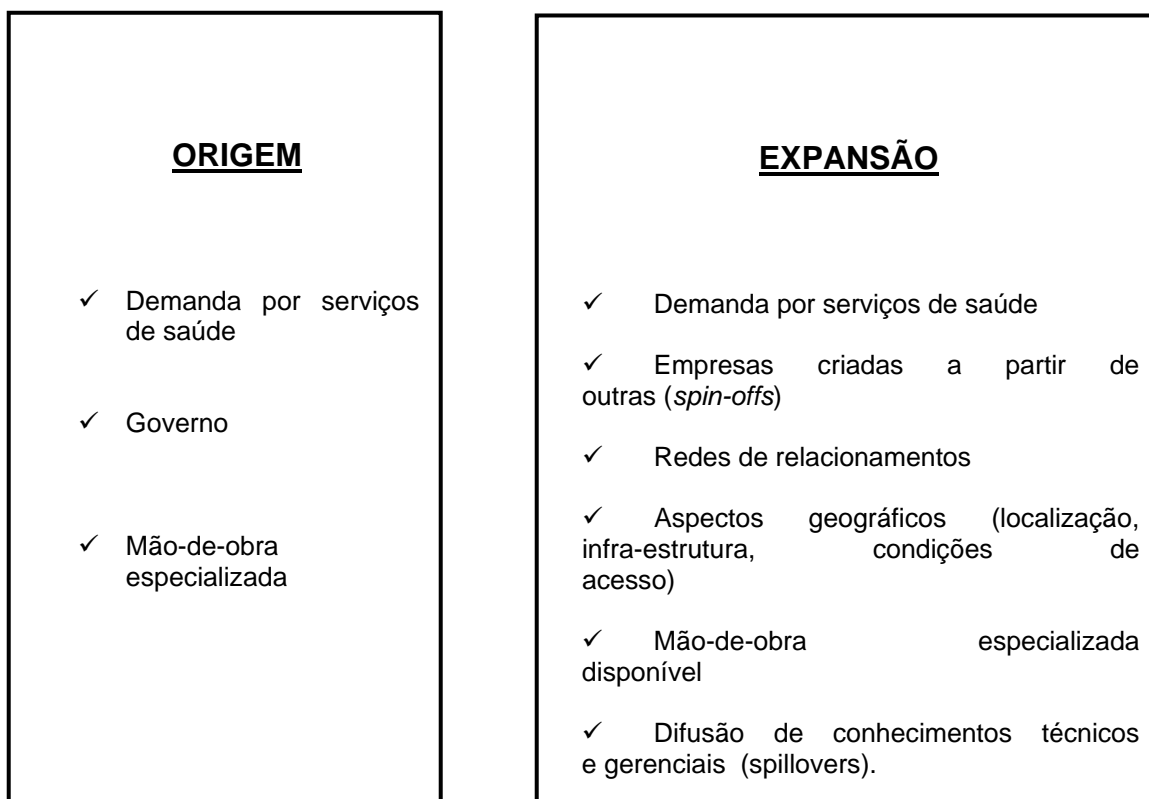 ORIGEM
✓ Demanda por serviços
de saúde
✓ Governo
✓ Mão-de-obra
especializada
EXPANSÃO
✓ Demanda por serviços de saúde
✓ Empresas criadas a partir de
outras (spin-offs)
✓ Redes de relacionamentos
✓ Aspectos geográficos (localização,
infra-estrutura, condições de
acesso)
✓ Mão-de-obra especializada
disponível
✓ Difusão de conhecimentos técnicos
e gerenciais (spillovers).